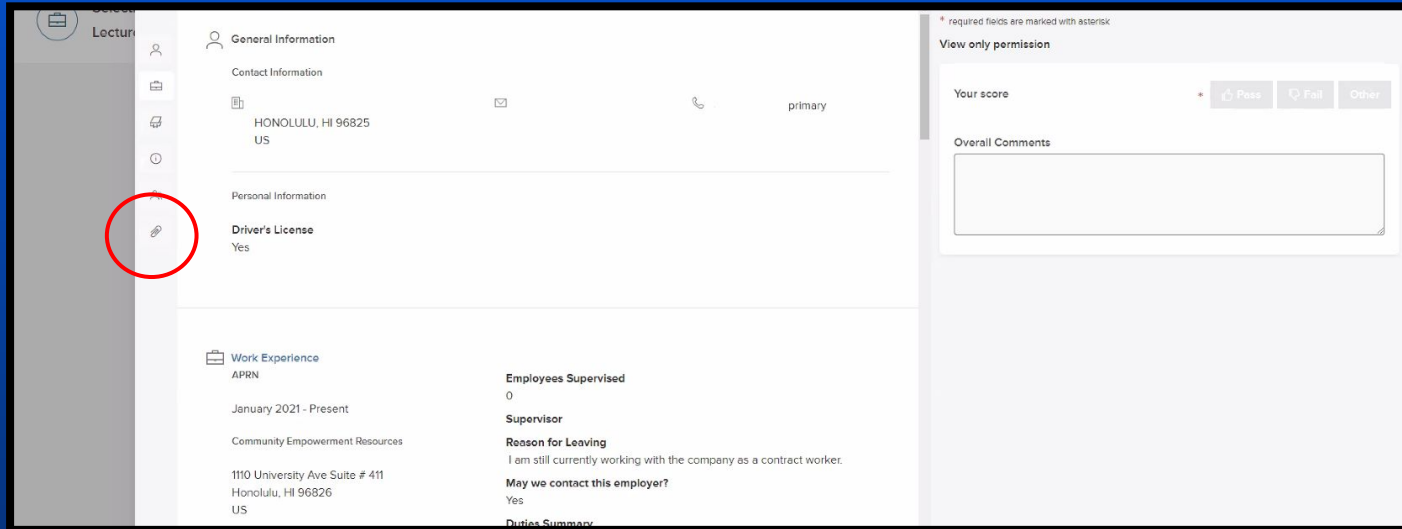 Lecture
General Information
Contact Information
primary
HONOLULU, HI 96825
US
Personal Information
Driver's License
Yes
Work Experience
APRN
January 2021 - Present
Community Empowerment Resources
1110 University Ave Suite # 411
Honolulu, HI 96826
US
Employees Supervised
0
Supervisor
Reason for Leaving
I am still currently working with the company as a contract worker.
May we contact this employer?
Yes
Duties Summary
* required fields are marked with asterisk
View only permission
Your score * Pass Fail Other
Overall Comments